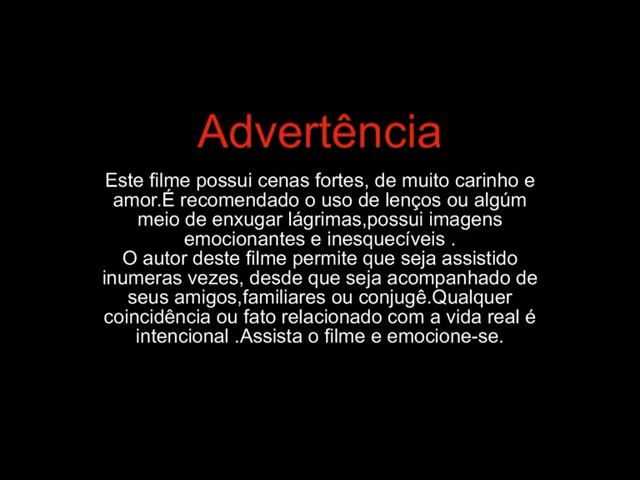 Advertência
Este filme possui cenas fortes, de muito carinho e
amor.É recomendado o uso de lenços ou algúm
meio de enxugar lágrimas,possui imagens
emocionantes e inesquecíveis .
O autor deste filme permite que seja assistido
inumeras vezes, desde que seja acompanhado de
seus amigos,familiares ou conjugê.Qualquer
coincidência ou fato relacionado com a vida real é
intencional .Assista o filme e emocione-se.